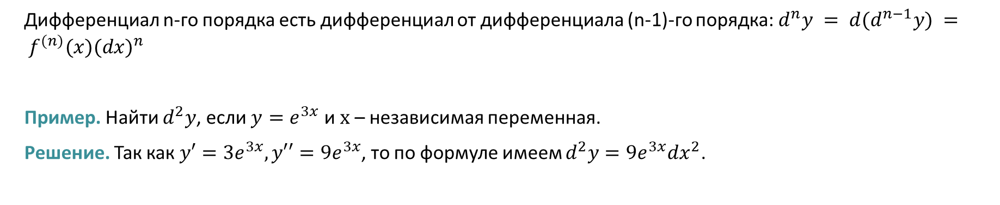 Дифференциал n-го порядка есть дифференциал от дифференциала (n-1)-го порядка: dⁿy = d(dⁿ⁻¹y) =
f⁽ⁿ⁾(x)(dx)ⁿ
Пример. Найти d²y, если y = e³ˣ и x – независимая переменная.
Решение. Так как y′ = 3e³ˣ, y′′ = 9e³ˣ, то по формуле имеем d²y = 9e³ˣdx².